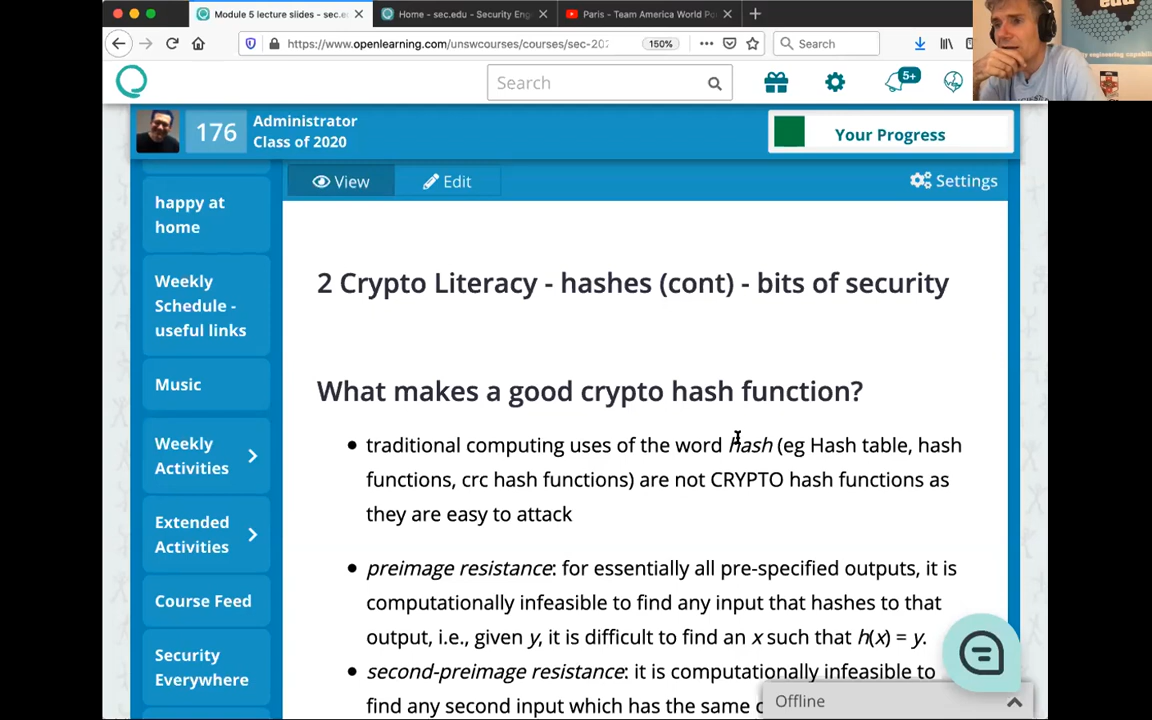 Module 5 lecture slides - sec.e
Home - sec.edu - Security Eng
Paris - Team America World Po
https://www.openlearning.com/unswcourses/courses/sec-20
150%
Search
Search
5+
176
Administrator
Class of 2020
Your Progress
View
Edit
Settings
happy at
home
Weekly
Schedule -
useful links
Music
Weekly
Activities
Extended
Activities
Course Feed
Security
Everywhere
2 Crypto Literacy - hashes (cont) - bits of security
What makes a good crypto hash function?
traditional computing uses of the word hash (eg Hash table, hash
functions, crc hash functions) are not CRYPTO hash functions as
they are easy to attack
preimage resistance: for essentially all pre-specified outputs, it is
computationally infeasible to find any input that hashes to that
output, i.e., given y, it is difficult to find an x such that h(x) = y.
second-preimage resistance: it is computationally infeasible to
find any second input which has the same
Offline